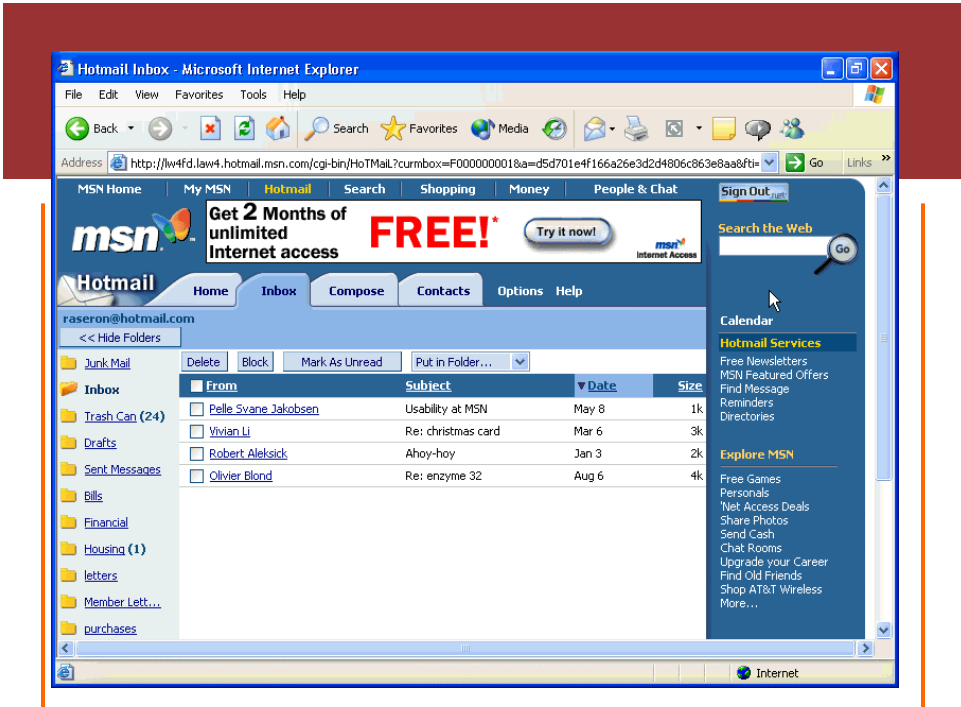 Hotmail Inbox - Microsoft Internet Explorer
File Edit View Favorites Tools Help
Back Search Favorites Media
Address http://lw4fd.law4.hotmail.msn.com/cgi-bin/HoTMaiL?curmbox=F000000001&a=d5d701e4f166a26e3d2d4806c863e8aa&fti= Go Links »
MSN Home My MSN Hotmail Search Shopping Money People & Chat Sign Out .net
msn
Get 2 Months of
unlimited
Internet access
FREE!*
Try it now!
msn
Internet Access
Search the Web
Go
Hotmail Home Inbox Compose Contacts Options Help
raseron@hotmail.com
<< Hide Folders
Junk Mail
Inbox
Trash Can (24)
Drafts
Sent Messages
Bills
Financial
Housing (1)
letters
Member Lett...
purchases
Delete Block Mark As Unread Put in Folder...
From Subject Date Size
Pelle Svane Jakobsen Usability at MSN May 8 1k
Vivian Li Re: christmas card Mar 6 3k
Robert Aleksick Ahoy-hoy Jan 3 2k
Olivier Blond Re: enzyme 32 Aug 6 4k
Calendar
Hotmail Services
Free Newsletters
MSN Featured Offers
Find Message
Reminders
Directories
Explore MSN
Free Games
Personals
'Net Access Deals
Share Photos
Send Cash
Chat Rooms
Upgrade your Career
Find Old Friends
Shop AT&T Wireless
More...
Internet